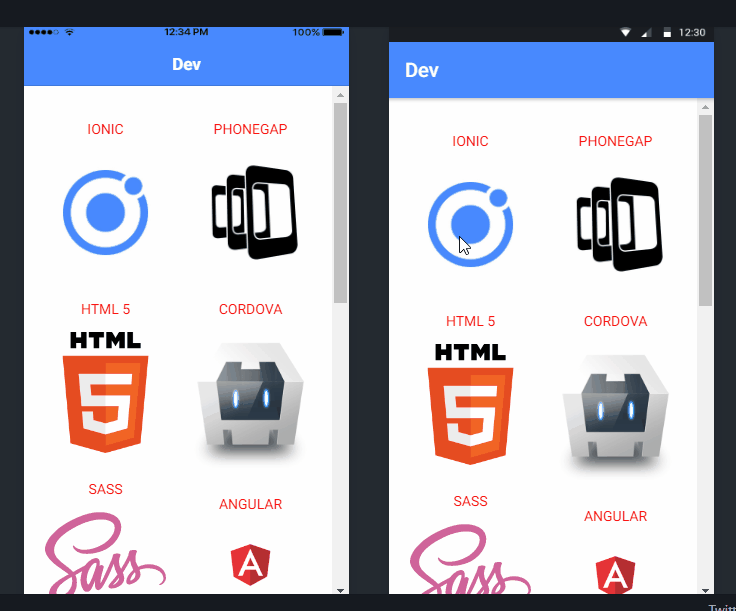 12:34 PM 100%
Dev
IONIC PHONEGAP
HTML 5 CORDOVA
HTML
5
SASS ANGULAR
Sass
A
12:30
Dev
IONIC PHONEGAP
HTML 5 CORDOVA
HTML
5
SASS ANGULAR
Sass
A